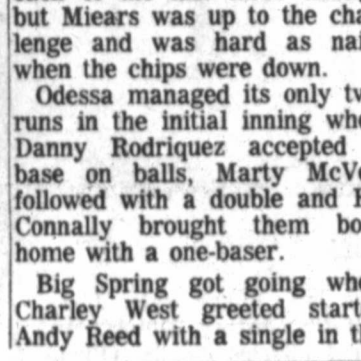 but Miears was up to the cha
lenge and was hard as nai
when the chips were down.
Odessa managed its only tw
runs in the initial inning whe
Danny Rodriquez accepted
base on balls, Marty McVe
followed with a double and
Connally brought them bo
home with a one-baser.
Big Spring got going whe
Charley West greeted start
Andy Reed with a single in t